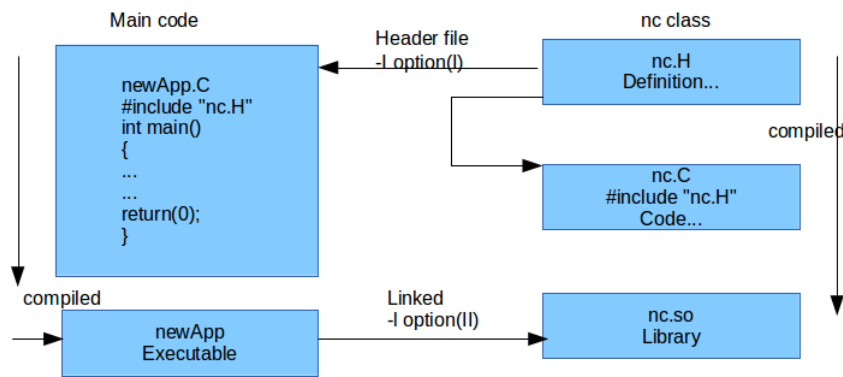 Main code
nc class
newApp.C
#include "nc.H"
int main()
{
...
...
return(0);
}
Header file
-I option(I)
nc.H
Definition...
compiled
nc.C
#include "nc.H"
Code...
compiled
newApp
Executable
Linked
-l option(II)
nc.so
Library